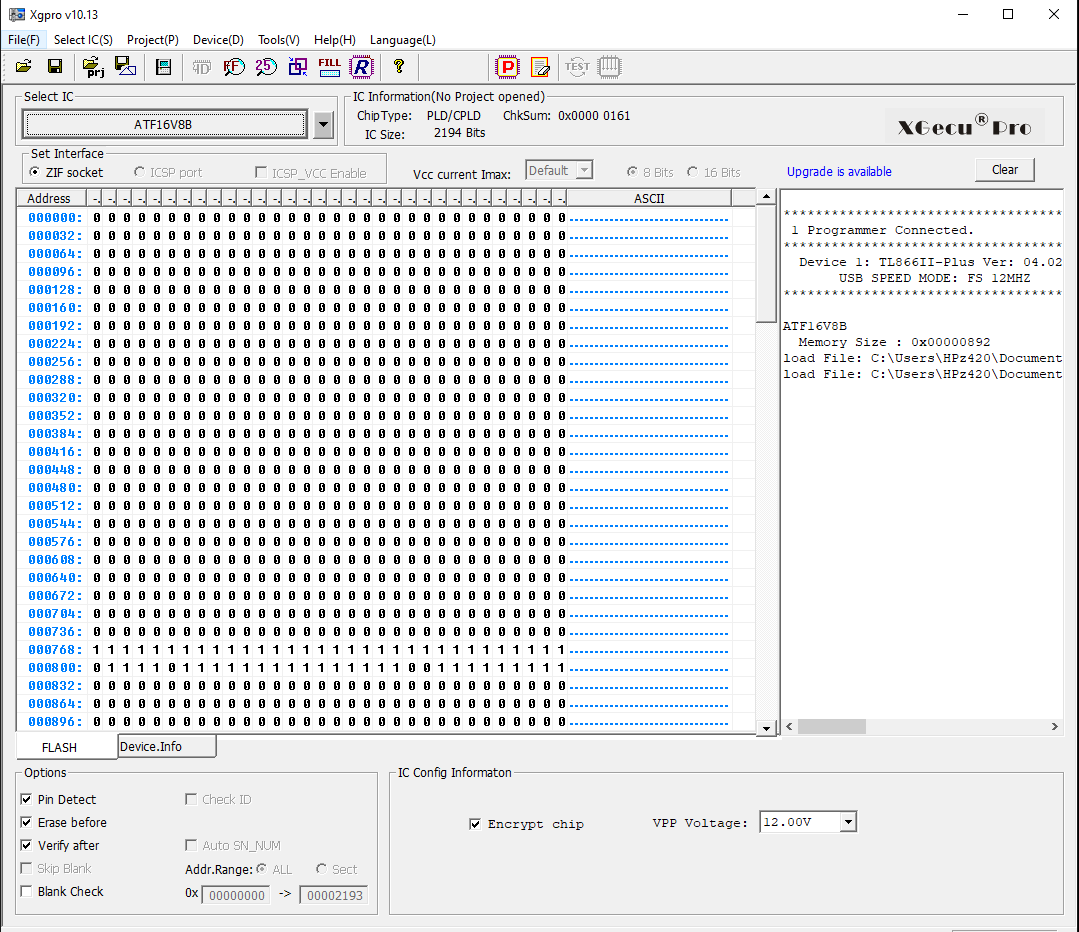 Xgpro v10.13
File(F) Select IC(S) Project(P) Device(D) Tools(V) Help(H) Language(L)
prj 4D FF 25 FILL R ? P TEST
Select IC
ATF16V8B
IC Information(No Project opened)
ChipType: PLD/CPLD ChkSum: 0x0000 0161
IC Size: 2194 Bits
XGecu® Pro
Set Interface
ZIF socket ICSP port ICSP_VCC Enable
Vcc current Imax: Default 8 Bits 16 Bits
Upgrade is available Clear
Address -. -. -. -. -. -. -. -. -. -. -. -. -. -. -. -. -. -. -. -. -. -. -. -. -. -. -. -. -. -. -. -. ASCII
000000: 0 0 0 0 0 0 0 0 0 0 0 0 0 0 0 0 0 0 0 0 0 0 0 0 0 0 0 0 0 0 0 0 ................................
000032: 0 0 0 0 0 0 0 0 0 0 0 0 0 0 0 0 0 0 0 0 0 0 0 0 0 0 0 0 0 0 0 0 ................................
000064: 0 0 0 0 0 0 0 0 0 0 0 0 0 0 0 0 0 0 0 0 0 0 0 0 0 0 0 0 0 0 0 0 ................................
000096: 0 0 0 0 0 0 0 0 0 0 0 0 0 0 0 0 0 0 0 0 0 0 0 0 0 0 0 0 0 0 0 0 ................................
000128: 0 0 0 0 0 0 0 0 0 0 0 0 0 0 0 0 0 0 0 0 0 0 0 0 0 0 0 0 0 0 0 0 ................................
000160: 0 0 0 0 0 0 0 0 0 0 0 0 0 0 0 0 0 0 0 0 0 0 0 0 0 0 0 0 0 0 0 0 ................................
000192: 0 0 0 0 0 0 0 0 0 0 0 0 0 0 0 0 0 0 0 0 0 0 0 0 0 0 0 0 0 0 0 0 ................................
000224: 0 0 0 0 0 0 0 0 0 0 0 0 0 0 0 0 0 0 0 0 0 0 0 0 0 0 0 0 0 0 0 0 ................................
000256: 0 0 0 0 0 0 0 0 0 0 0 0 0 0 0 0 0 0 0 0 0 0 0 0 0 0 0 0 0 0 0 0 ................................
000288: 0 0 0 0 0 0 0 0 0 0 0 0 0 0 0 0 0 0 0 0 0 0 0 0 0 0 0 0 0 0 0 0 ................................
000320: 0 0 0 0 0 0 0 0 0 0 0 0 0 0 0 0 0 0 0 0 0 0 0 0 0 0 0 0 0 0 0 0 ................................
000352: 0 0 0 0 0 0 0 0 0 0 0 0 0 0 0 0 0 0 0 0 0 0 0 0 0 0 0 0 0 0 0 0 ................................
000384: 0 0 0 0 0 0 0 0 0 0 0 0 0 0 0 0 0 0 0 0 0 0 0 0 0 0 0 0 0 0 0 0 ................................
000416: 0 0 0 0 0 0 0 0 0 0 0 0 0 0 0 0 0 0 0 0 0 0 0 0 0 0 0 0 0 0 0 0 ................................
000448: 0 0 0 0 0 0 0 0 0 0 0 0 0 0 0 0 0 0 0 0 0 0 0 0 0 0 0 0 0 0 0 0 ................................
000480: 0 0 0 0 0 0 0 0 0 0 0 0 0 0 0 0 0 0 0 0 0 0 0 0 0 0 0 0 0 0 0 0 ................................
000512: 0 0 0 0 0 0 0 0 0 0 0 0 0 0 0 0 0 0 0 0 0 0 0 0 0 0 0 0 0 0 0 0 ................................
000544: 0 0 0 0 0 0 0 0 0 0 0 0 0 0 0 0 0 0 0 0 0 0 0 0 0 0 0 0 0 0 0 0 ................................
000576: 0 0 0 0 0 0 0 0 0 0 0 0 0 0 0 0 0 0 0 0 0 0 0 0 0 0 0 0 0 0 0 0 ................................
000608: 0 0 0 0 0 0 0 0 0 0 0 0 0 0 0 0 0 0 0 0 0 0 0 0 0 0 0 0 0 0 0 0 ................................
000640: 0 0 0 0 0 0 0 0 0 0 0 0 0 0 0 0 0 0 0 0 0 0 0 0 0 0 0 0 0 0 0 0 ................................
000672: 0 0 0 0 0 0 0 0 0 0 0 0 0 0 0 0 0 0 0 0 0 0 0 0 0 0 0 0 0 0 0 0 ................................
000704: 0 0 0 0 0 0 0 0 0 0 0 0 0 0 0 0 0 0 0 0 0 0 0 0 0 0 0 0 0 0 0 0 ................................
000736: 0 0 0 0 0 0 0 0 0 0 0 0 0 0 0 0 0 0 0 0 0 0 0 0 0 0 0 0 0 0 0 0 ................................
000768: 1 1 1 1 1 1 1 1 1 1 1 1 1 1 1 1 1 1 1 1 1 1 1 1 1 1 1 1 1 1 1 1 ................................
000800: 0 1 1 1 1 0 1 1 1 1 1 1 1 1 1 1 1 1 1 1 1 0 0 1 1 1 1 1 1 1 1 1 ................................
000832: 0 0 0 0 0 0 0 0 0 0 0 0 0 0 0 0 0 0 0 0 0 0 0 0 0 0 0 0 0 0 0 0 ................................
000864: 0 0 0 0 0 0 0 0 0 0 0 0 0 0 0 0 0 0 0 0 0 0 0 0 0 0 0 0 0 0 0 0 ................................
000896: 0 0 0 0 0 0 0 0 0 0 0 0 0 0 0 0 0 0 0 0 0 0 0 0 0 0 0 0 0 0 0 0 ................................
***********************************
1 Programmer Connected.
***********************************
Device 1: TL866II-Plus Ver: 04.02
USB SPEED MODE: FS 12MHZ
***********************************
ATF16V8B
Memory Size : 0x00000892
load File: C:\Users\HPz420\Document
load File: C:\Users\HPz420\Document
FLASH Device.Info
Options
Pin Detect Check ID
Erase before
Verify after Auto SN_NUM
Skip Blank Addr.Range: ALL Sect
Blank Check 0x 00000000 -> 00002193
IC Config Informaton
Encrypt chip VPP Voltage: 12.00V